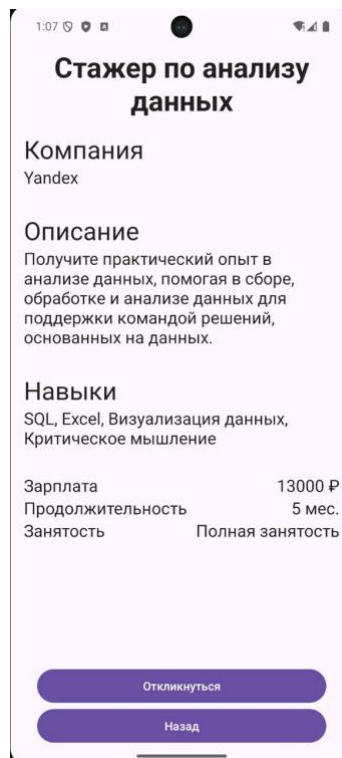 1:07
Стажер по анализу
данных
Компания
Yandex
Описание
Получите практический опыт в
анализе данных, помогая в сборе,
обработке и анализе данных для
поддержки командой решений,
основанных на данных.
Навыки
SQL, Excel, Визуализация данных,
Критическое мышление
Зарплата 13000 ₽
Продолжительность 5 мес.
Занятость Полная занятость
Откликнуться
Назад